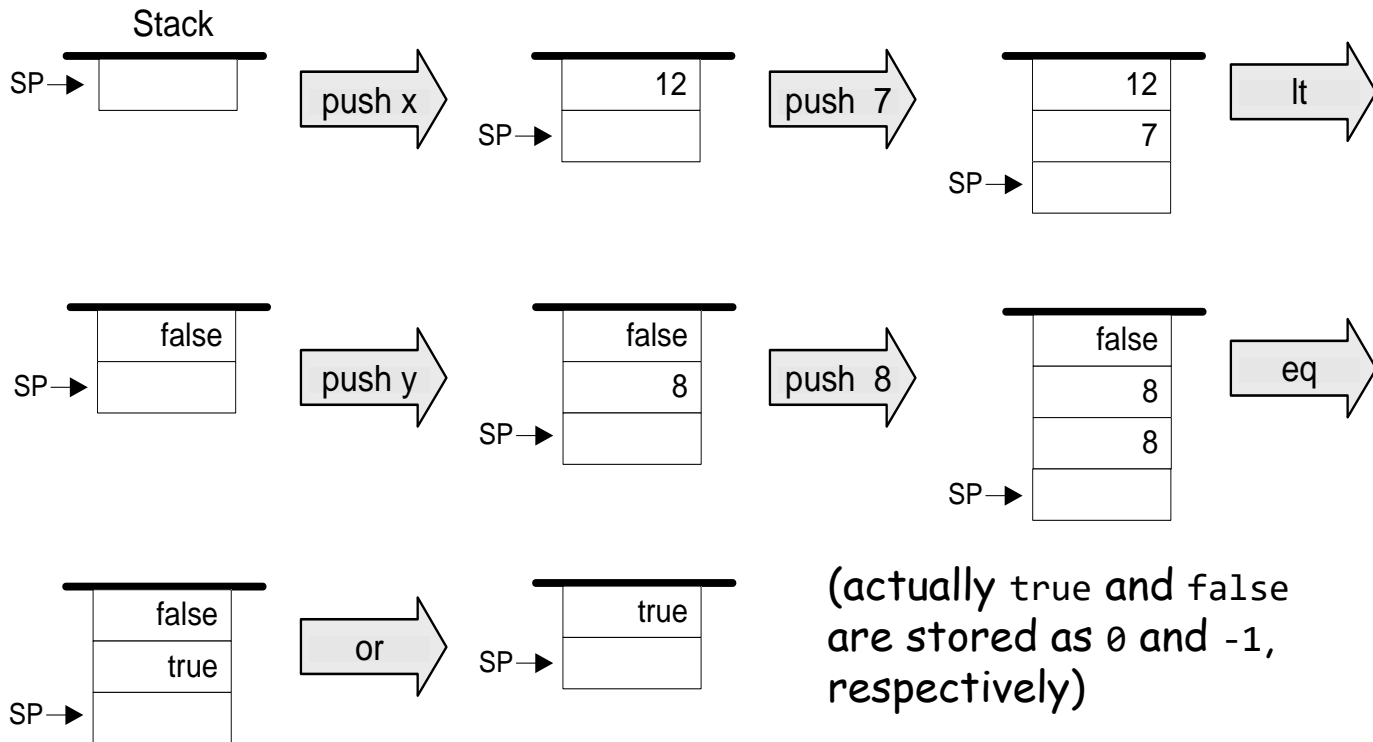 Stack
SP
push x
12
SP
push 7
12
7
SP
lt
false
SP
push y
false
8
SP
push 8
false
8
8
SP
eq
false
true
SP
or
true
SP
(actually true and false
are stored as 0 and -1,
respectively)